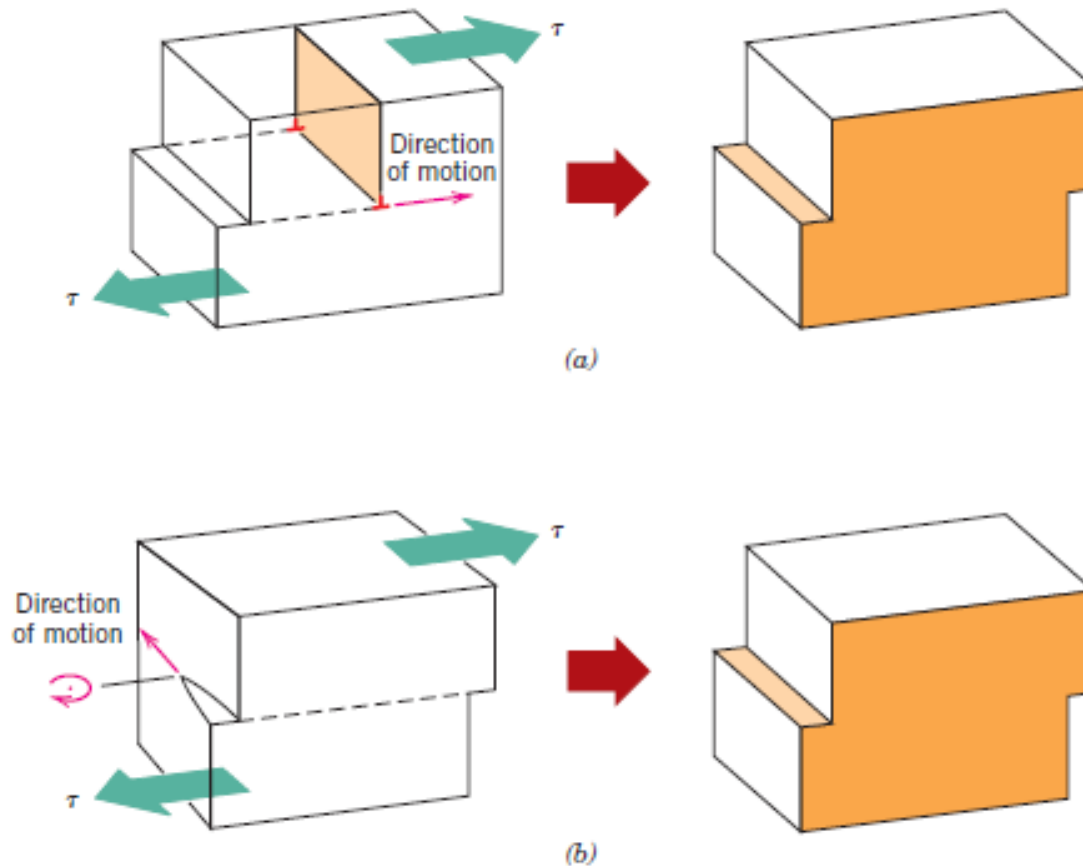 τ
Direction
of motion
τ
(a)
τ
Direction
of motion
τ
(b)